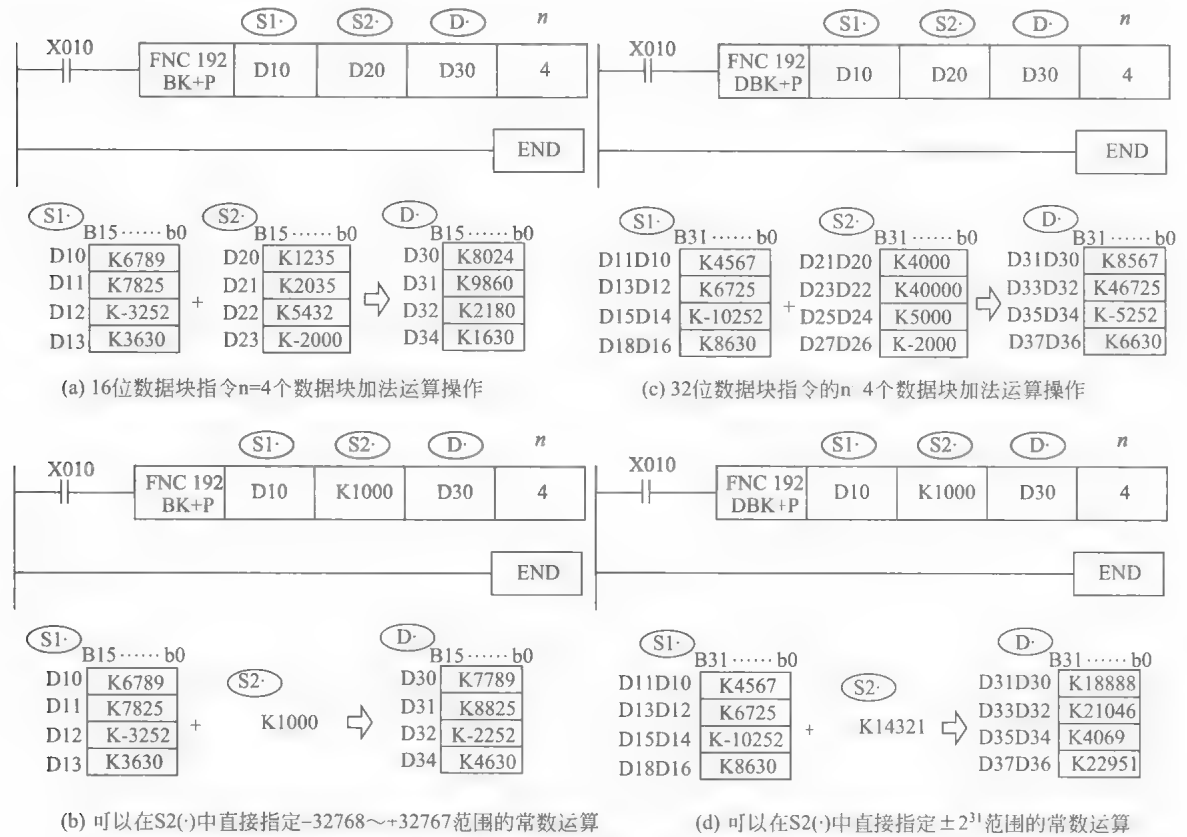 S1· S2· D· n
X010
FNC 192 BK+P D10 D20 D30 4
END
S1· S2· D·
B15……b0 B15……b0 B15……b0
D10 K6789 D20 K1235 D30 K8024
D11 K7825 + D21 K2035 D31 K9860
D12 K-3252 D22 K5432 D32 K2180
D13 K3630 D23 K-2000 D34 K1630
(a) 16位数据块指令n=4个数据块加法运算操作
S1· S2· D· n
X010
FNC 192 DBK+P D10 D20 D30 4
END
S1· S2· D·
B31……b0 B31……b0 B31……b0
D11D10 K4567 D21D20 K4000 D31D30 K8567
D13D12 K6725 + D23D22 K40000 D33D32 K46725
D15D14 K-10252 D25D24 K5000 D35D34 K-5252
D18D16 K8630 D27D26 K-2000 D37D36 K6630
(c) 32位数据块指令的n 4个数据块加法运算操作
S1· S2· D· n
X010
FNC 192 BK+P D10 K1000 D30 4
END
S1· S2· D·
B15……b0 B15……b0
D10 K6789 D30 K7789
D11 K7825 + K1000 D31 K8825
D12 K-3252 D32 K-2252
D13 K3630 D34 K4630
(b) 可以在S2(·)中直接指定–32768～+32767范围的常数运算
S1· S2· D· n
X010
FNC 192 DBK+P D10 K1000 D30 4
END
S1· S2· D·
B31……b0 B31……b0
D11D10 K4567 D31D30 K18888
D13D12 K6725 + K14321 D33D32 K21046
D15D14 K-10252 D35D34 K4069
D18D16 K8630 D37D36 K22951
(d) 可以在S2(·)中直接指定±2³¹范围的常数运算